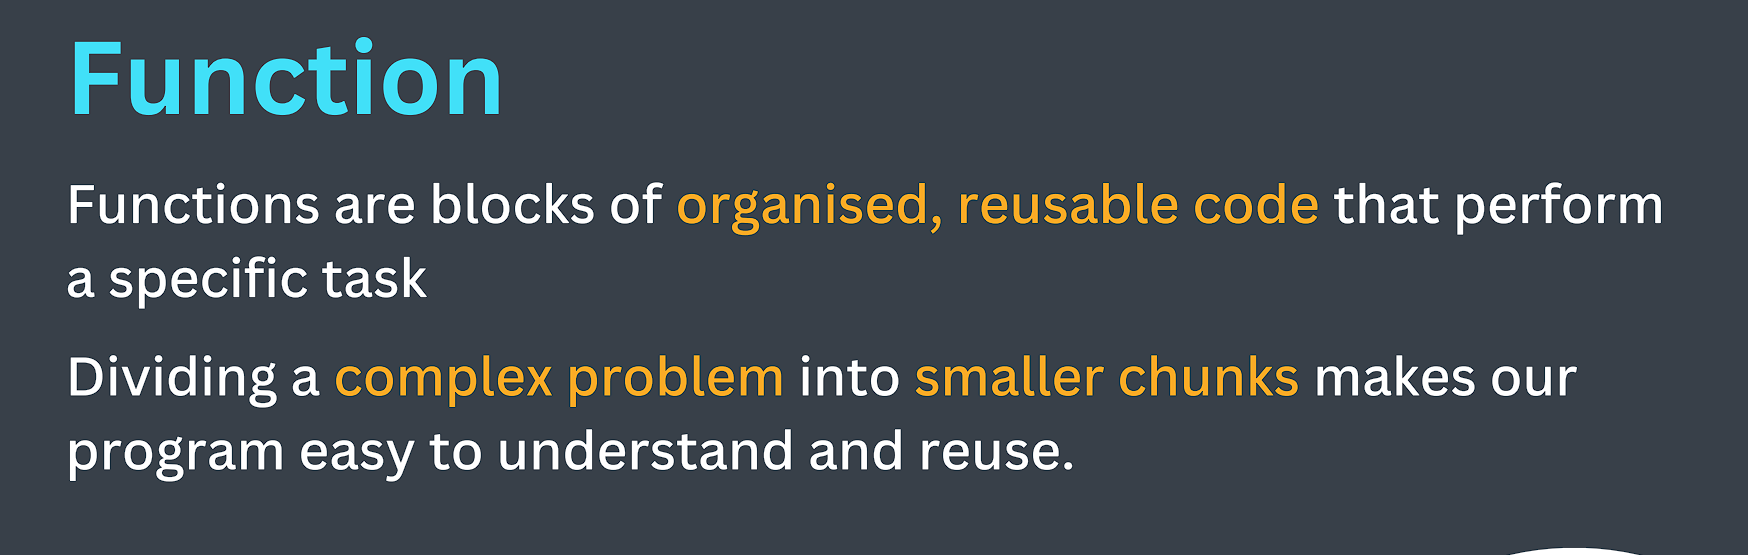 Function
Functions are blocks of organised, reusable code that perform
a specific task
Dividing a complex problem into smaller chunks makes our
program easy to understand and reuse.